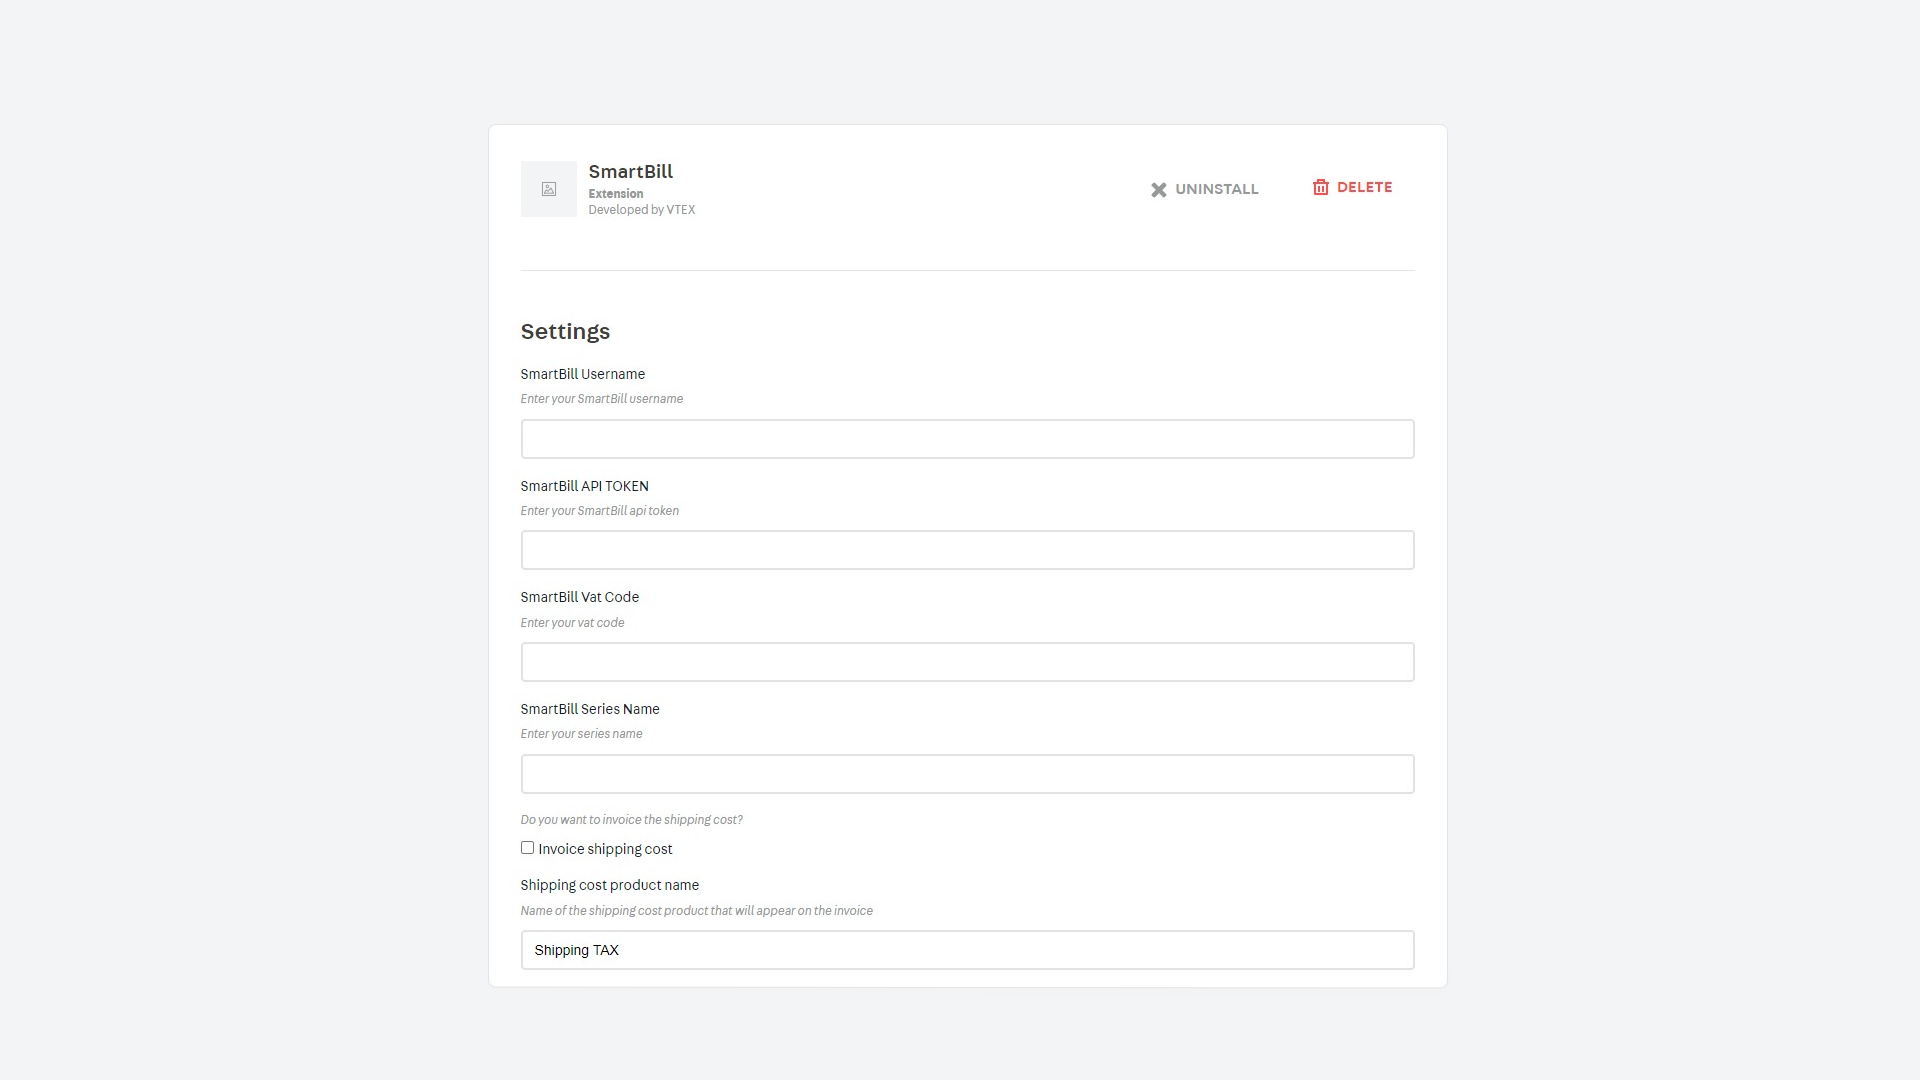 SmartBill
Extension
Developed by VTEX
UNINSTALL
DELETE
Settings
SmartBill Username
Enter your SmartBill username
SmartBill API TOKEN
Enter your SmartBill api token
SmartBill Vat Code
Enter your vat code
SmartBill Series Name
Enter your series name
Do you want to invoice the shipping cost?
Invoice shipping cost
Shipping cost product name
Name of the shipping cost product that will appear on the invoice
Shipping TAX